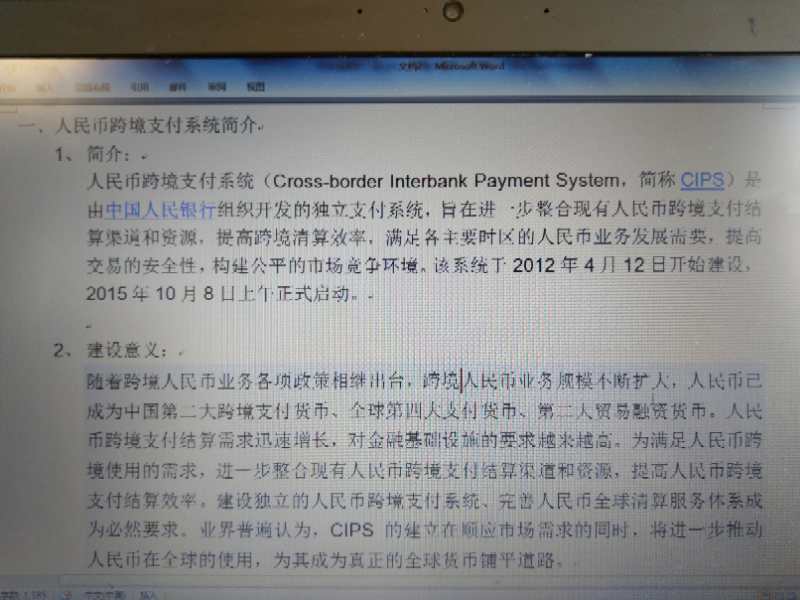 文档2 - Microsoft Word
引用 邮件 审阅 视图
一、人民币跨境支付系统简介
1、 简介：
人民币跨境支付系统（Cross-border Interbank Payment System，简称 CIPS）是
由中国人民银行组织开发的独立支付系统，旨在进一步整合现有人民币跨境支付结
算渠道和资源，提高跨境清算效率，满足各主要时区的人民币业务发展需要，提高
交易的安全性，构建公平的市场竞争环境。该系统于 2012 年 4 月 12 日开始建设，
2015 年 10 月 8 日上午正式启动。
2、 建设意义：
随着跨境人民币业务各项政策相继出台，跨境人民币业务规模不断扩大，人民币已
成为中国第二大跨境支付货币、全球第四大支付货币、第二大贸易融资货币。人民
币跨境支付结算需求迅速增长，对金融基础设施的要求越来越高。为满足人民币跨
境使用的需求，进一步整合现有人民币跨境支付结算渠道和资源，提高人民币跨境
支付结算效率。建设独立的人民币跨境支付系统、完善人民币全球清算服务体系成
为必然要求。业界普遍认为，CIPS 的建立在顺应市场需求的同时，将进一步推动
人民币在全球的使用，为其成为真正的全球货币铺平道路。